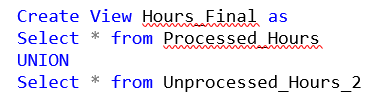 Create View Hours_Final as
Select * from Processed_Hours
UNION
Select * from Unprocessed_Hours_2